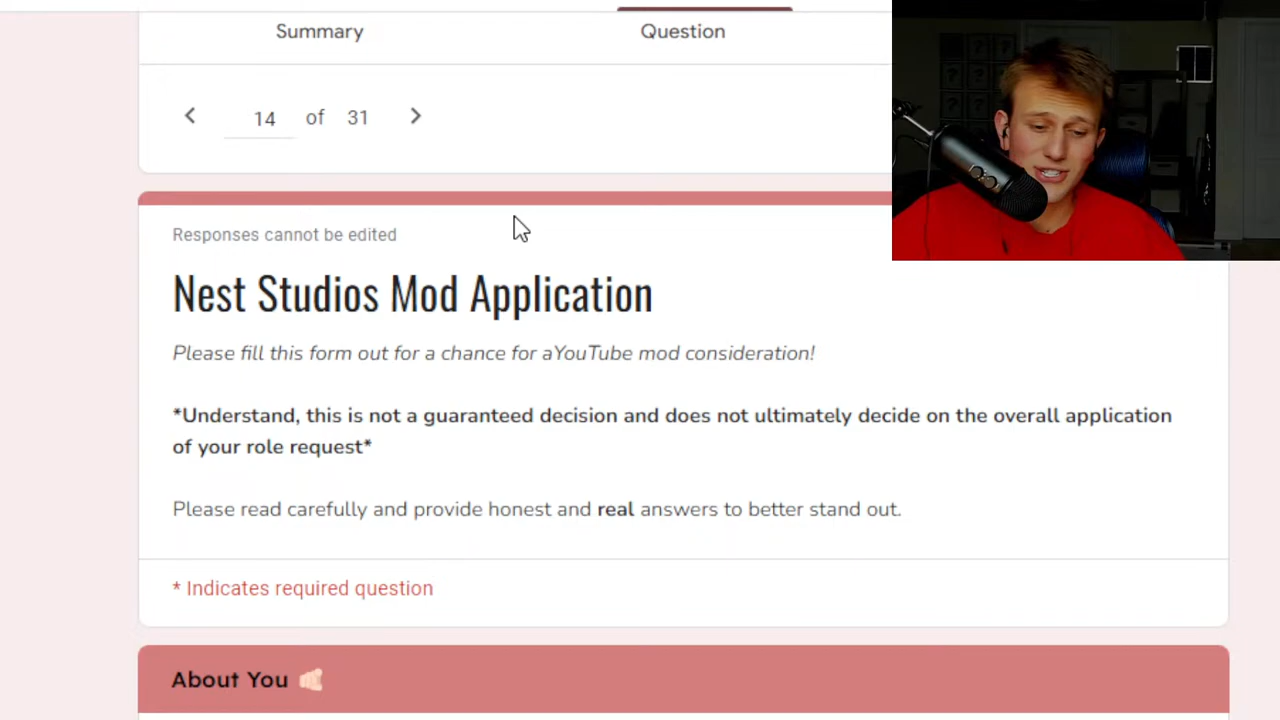 Summary Question
14 of 31
Responses cannot be edited
Nest Studios Mod Application
Please fill this form out for a chance for aYouTube mod consideration!
*Understand, this is not a guaranteed decision and does not ultimately decide on the overall application
of your role request*
Please read carefully and provide honest and real answers to better stand out.
* Indicates required question
About You